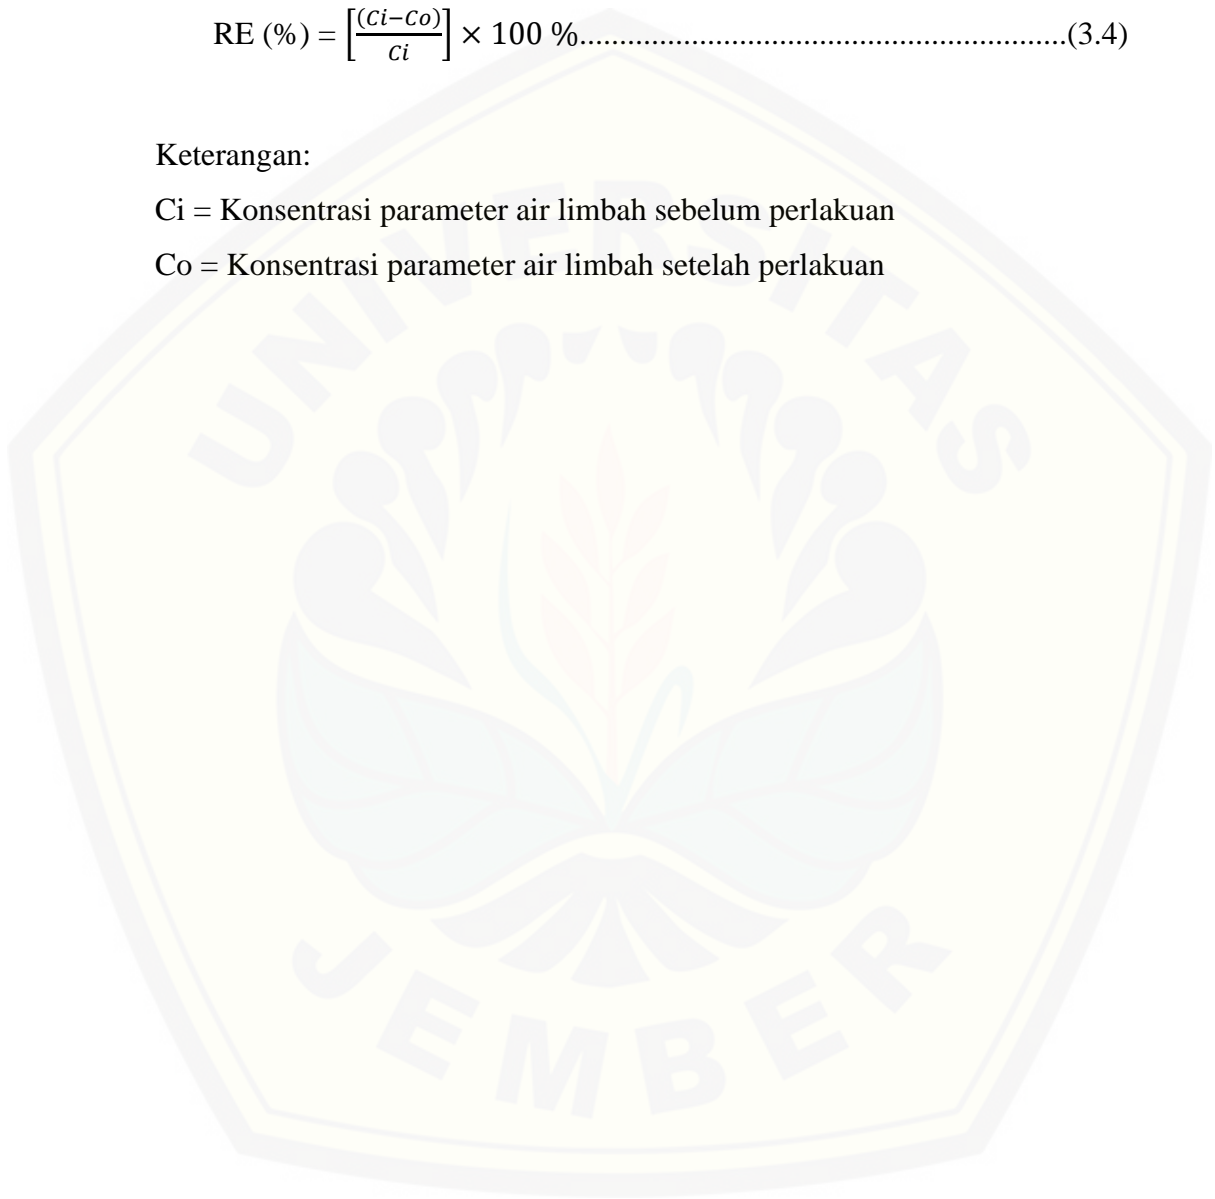 RE (%) = [(Ci−Co)/Ci] × 100 %....................................................(3.4)
Keterangan:
Ci = Konsentrasi parameter air limbah sebelum perlakuan
Co = Konsentrasi parameter air limbah setelah perlakuan
UNIVERSITAS
JEMBER